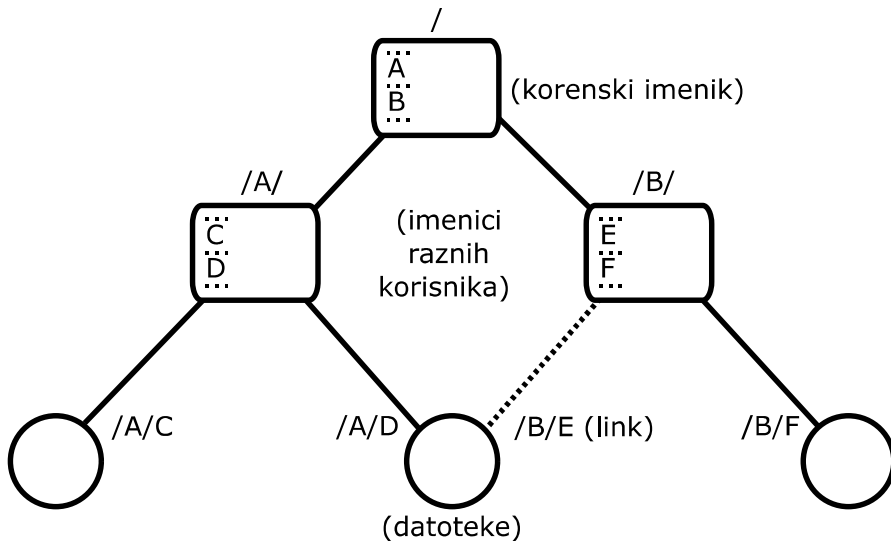 /
A
B
(korenski imenik)
/A/
/B/
C
D
(imenici
raznih
korisnika)
E
F
/A/C
/A/D
/B/E (link)
/B/F
(datoteke)